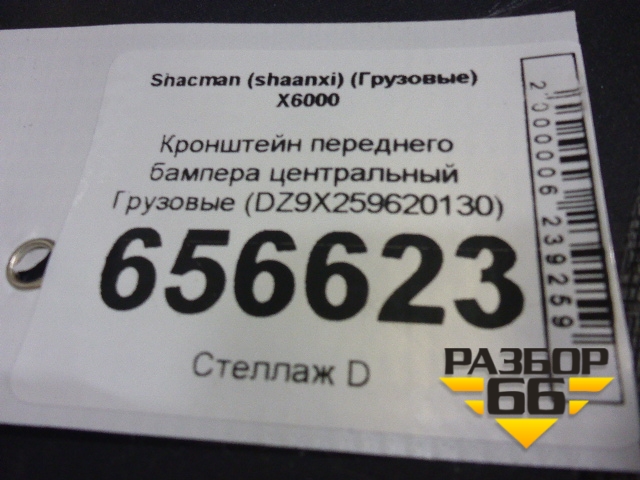 Shacman (shaanxi) (Грузовые)
X6000
Кронштейн переднего
бампера центральный
Грузовые (DZ9X259620130)
656623
Стеллаж D
2000006239259
РАЗБОР
66